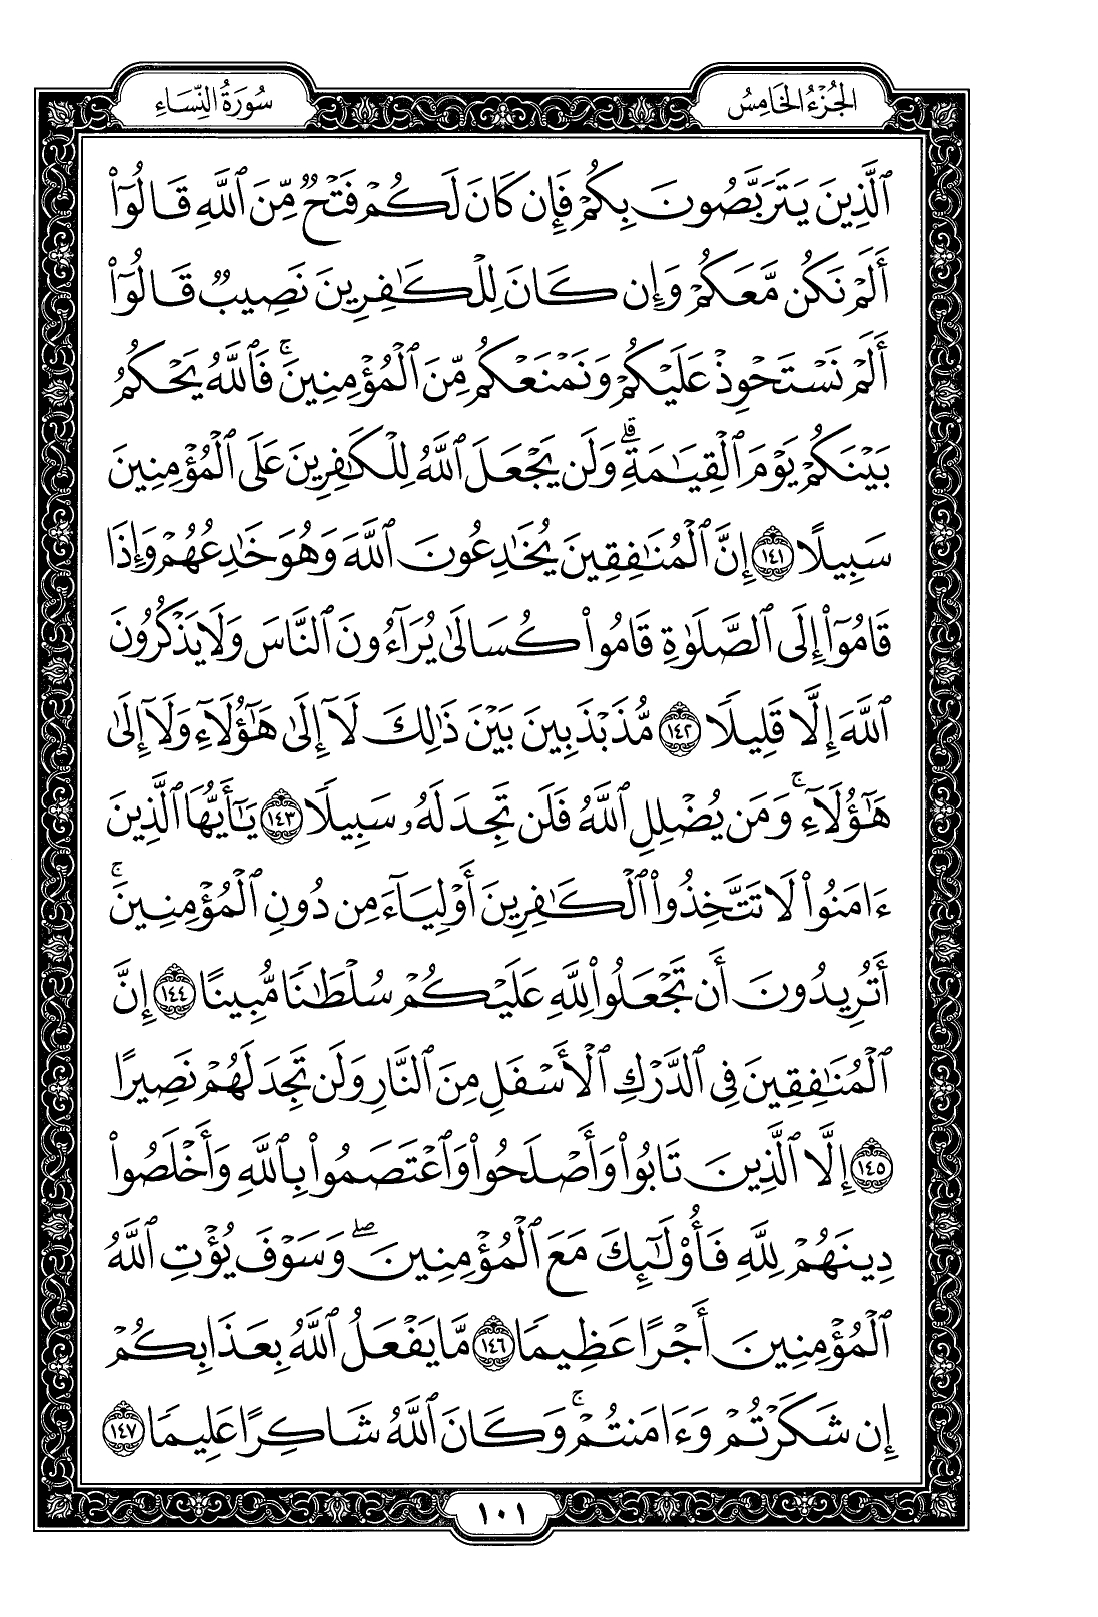 الجُزْءُ الخَامِسُ
سُورَةُ النِّسَاءِ
ٱلَّذِينَ يَتَرَبَّصُونَ بِكُمْ فَإِن كَانَ لَكُمْ فَتْحٌ مِّنَ ٱللَّهِ قَالُوٓا۟
أَلَمْ نَكُن مَّعَكُمْ وَإِن كَانَ لِلْكَٰفِرِينَ نَصِيبٌ قَالُوٓا۟
أَلَمْ نَسْتَحْوِذْ عَلَيْكُمْ وَنَمْنَعْكُم مِّنَ ٱلْمُؤْمِنِينَ ۚ فَٱللَّهُ يَحْكُمُ
بَيْنَكُمْ يَوْمَ ٱلْقِيَٰمَةِ ۗ وَلَن يَجْعَلَ ٱللَّهُ لِلْكَٰفِرِينَ عَلَى ٱلْمُؤْمِنِينَ
سَبِيلًا ١٤١ إِنَّ ٱلْمُنَٰفِقِينَ يُخَٰدِعُونَ ٱللَّهَ وَهُوَ خَٰدِعُهُمْ وَإِذَا
قَامُوٓا۟ إِلَى ٱلصَّلَوٰةِ قَامُوا۟ كُسَالَىٰ يُرَآءُونَ ٱلنَّاسَ وَلَا يَذْكُرُونَ
ٱللَّهَ إِلَّا قَلِيلًا ١٤٢ مُّذَبْذَبِينَ بَيْنَ ذَٰلِكَ لَآ إِلَىٰ هَٰٓؤُلَآءِ وَلَآ إِلَىٰ
هَٰٓؤُلَآءِ ۚ وَمَن يُضْلِلِ ٱللَّهُ فَلَن تَجِدَ لَهُۥ سَبِيلًا ١٤٣ يَٰٓأَيُّهَا ٱلَّذِينَ
ءَامَنُوا۟ لَا تَتَّخِذُوا۟ ٱلْكَٰفِرِينَ أَوْلِيَآءَ مِن دُونِ ٱلْمُؤْمِنِينَ ۚ
أَتُرِيدُونَ أَن تَجْعَلُوا۟ لِلَّهِ عَلَيْكُمْ سُلْطَٰنًا مُّبِينًا ١٤٤ إِنَّ
ٱلْمُنَٰفِقِينَ فِى ٱلدَّرْكِ ٱلْأَسْفَلِ مِنَ ٱلنَّارِ وَلَن تَجِدَ لَهُمْ نَصِيرًا
١٤٥ إِلَّا ٱلَّذِينَ تَابُوا۟ وَأَصْلَحُوا۟ وَٱعْتَصَمُوا۟ بِٱللَّهِ وَأَخْلَصُوا۟
دِينَهُمْ لِلَّهِ فَأُو۟لَٰٓئِكَ مَعَ ٱلْمُؤْمِنِينَ ۖ وَسَوْفَ يُؤْتِ ٱللَّهُ
ٱلْمُؤْمِنِينَ أَجْرًا عَظِيمًا ١٤٦ مَّا يَفْعَلُ ٱللَّهُ بِعَذَابِكُمْ
إِن شَكَرْتُمْ وَءَامَنتُمْ ۚ وَكَانَ ٱللَّهُ شَاكِرًا عَلِيمًا ١٤٧
١٠١